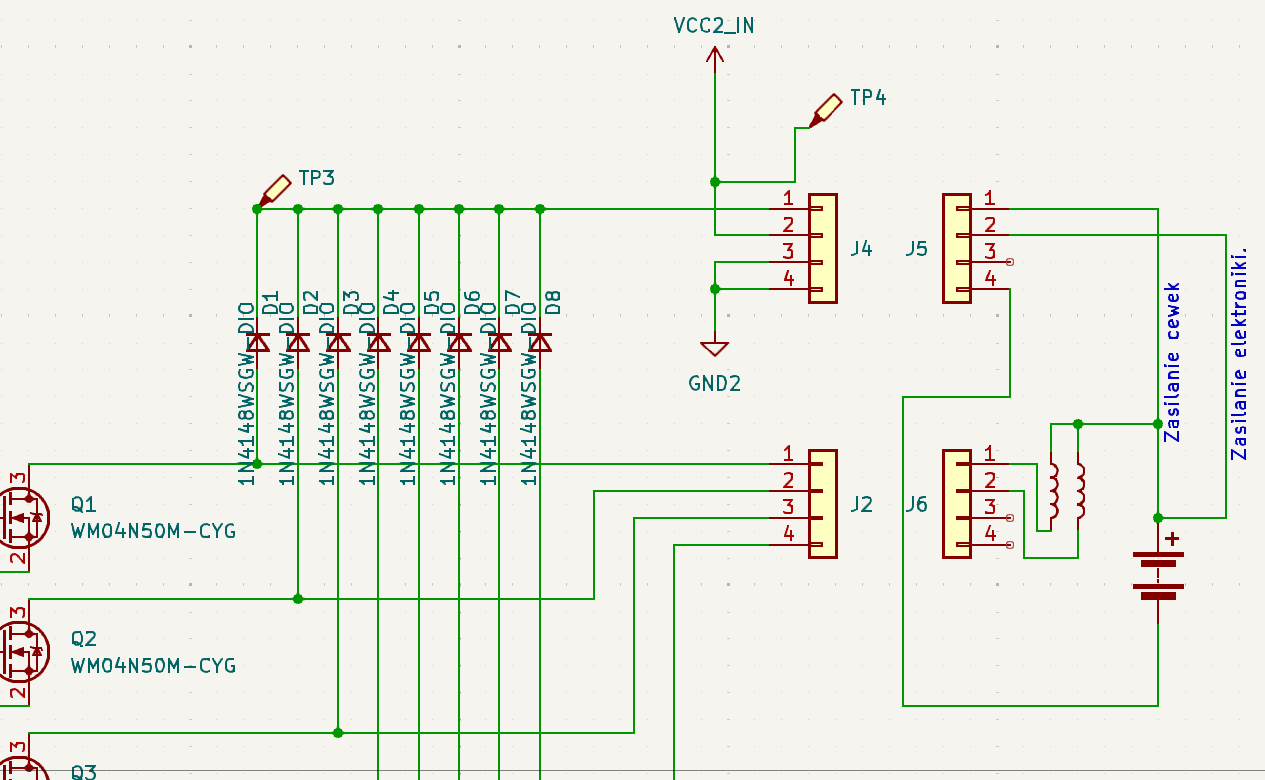 VCC2_IN
TP4
TP3
1
2
3
4
J4
J5
1
2
3
4
D1
D2
D3
D4
D5
D6
D7
D8
1N4148WSGW_DIO
1N4148WSGW_DIO
1N4148WSGW_DIO
1N4148WSGW_DIO
1N4148WSGW_DIO
1N4148WSGW_DIO
1N4148WSGW_DIO
1N4148WSGW_DIO
GND2
Zasilanie cewek
Zasilanie elektroniki.
1
2
3
4
J2
J6
1
2
3
4
+
3
Q1
WM04N50M-CYG
2
3
Q2
WM04N50M-CYG
2
3
Q3